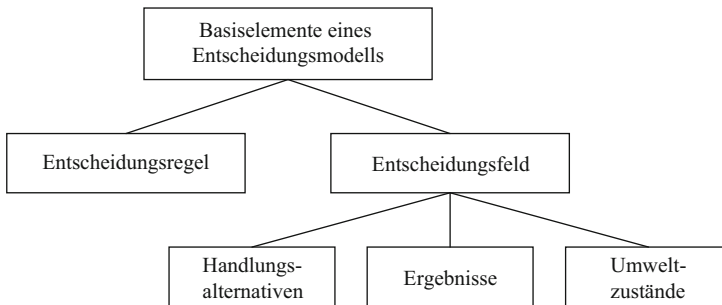 Basiselemente eines
Entscheidungsmodells
Entscheidungsregel
Entscheidungsfeld
Handlungs-
alternativen
Ergebnisse
Umwelt-
zustände